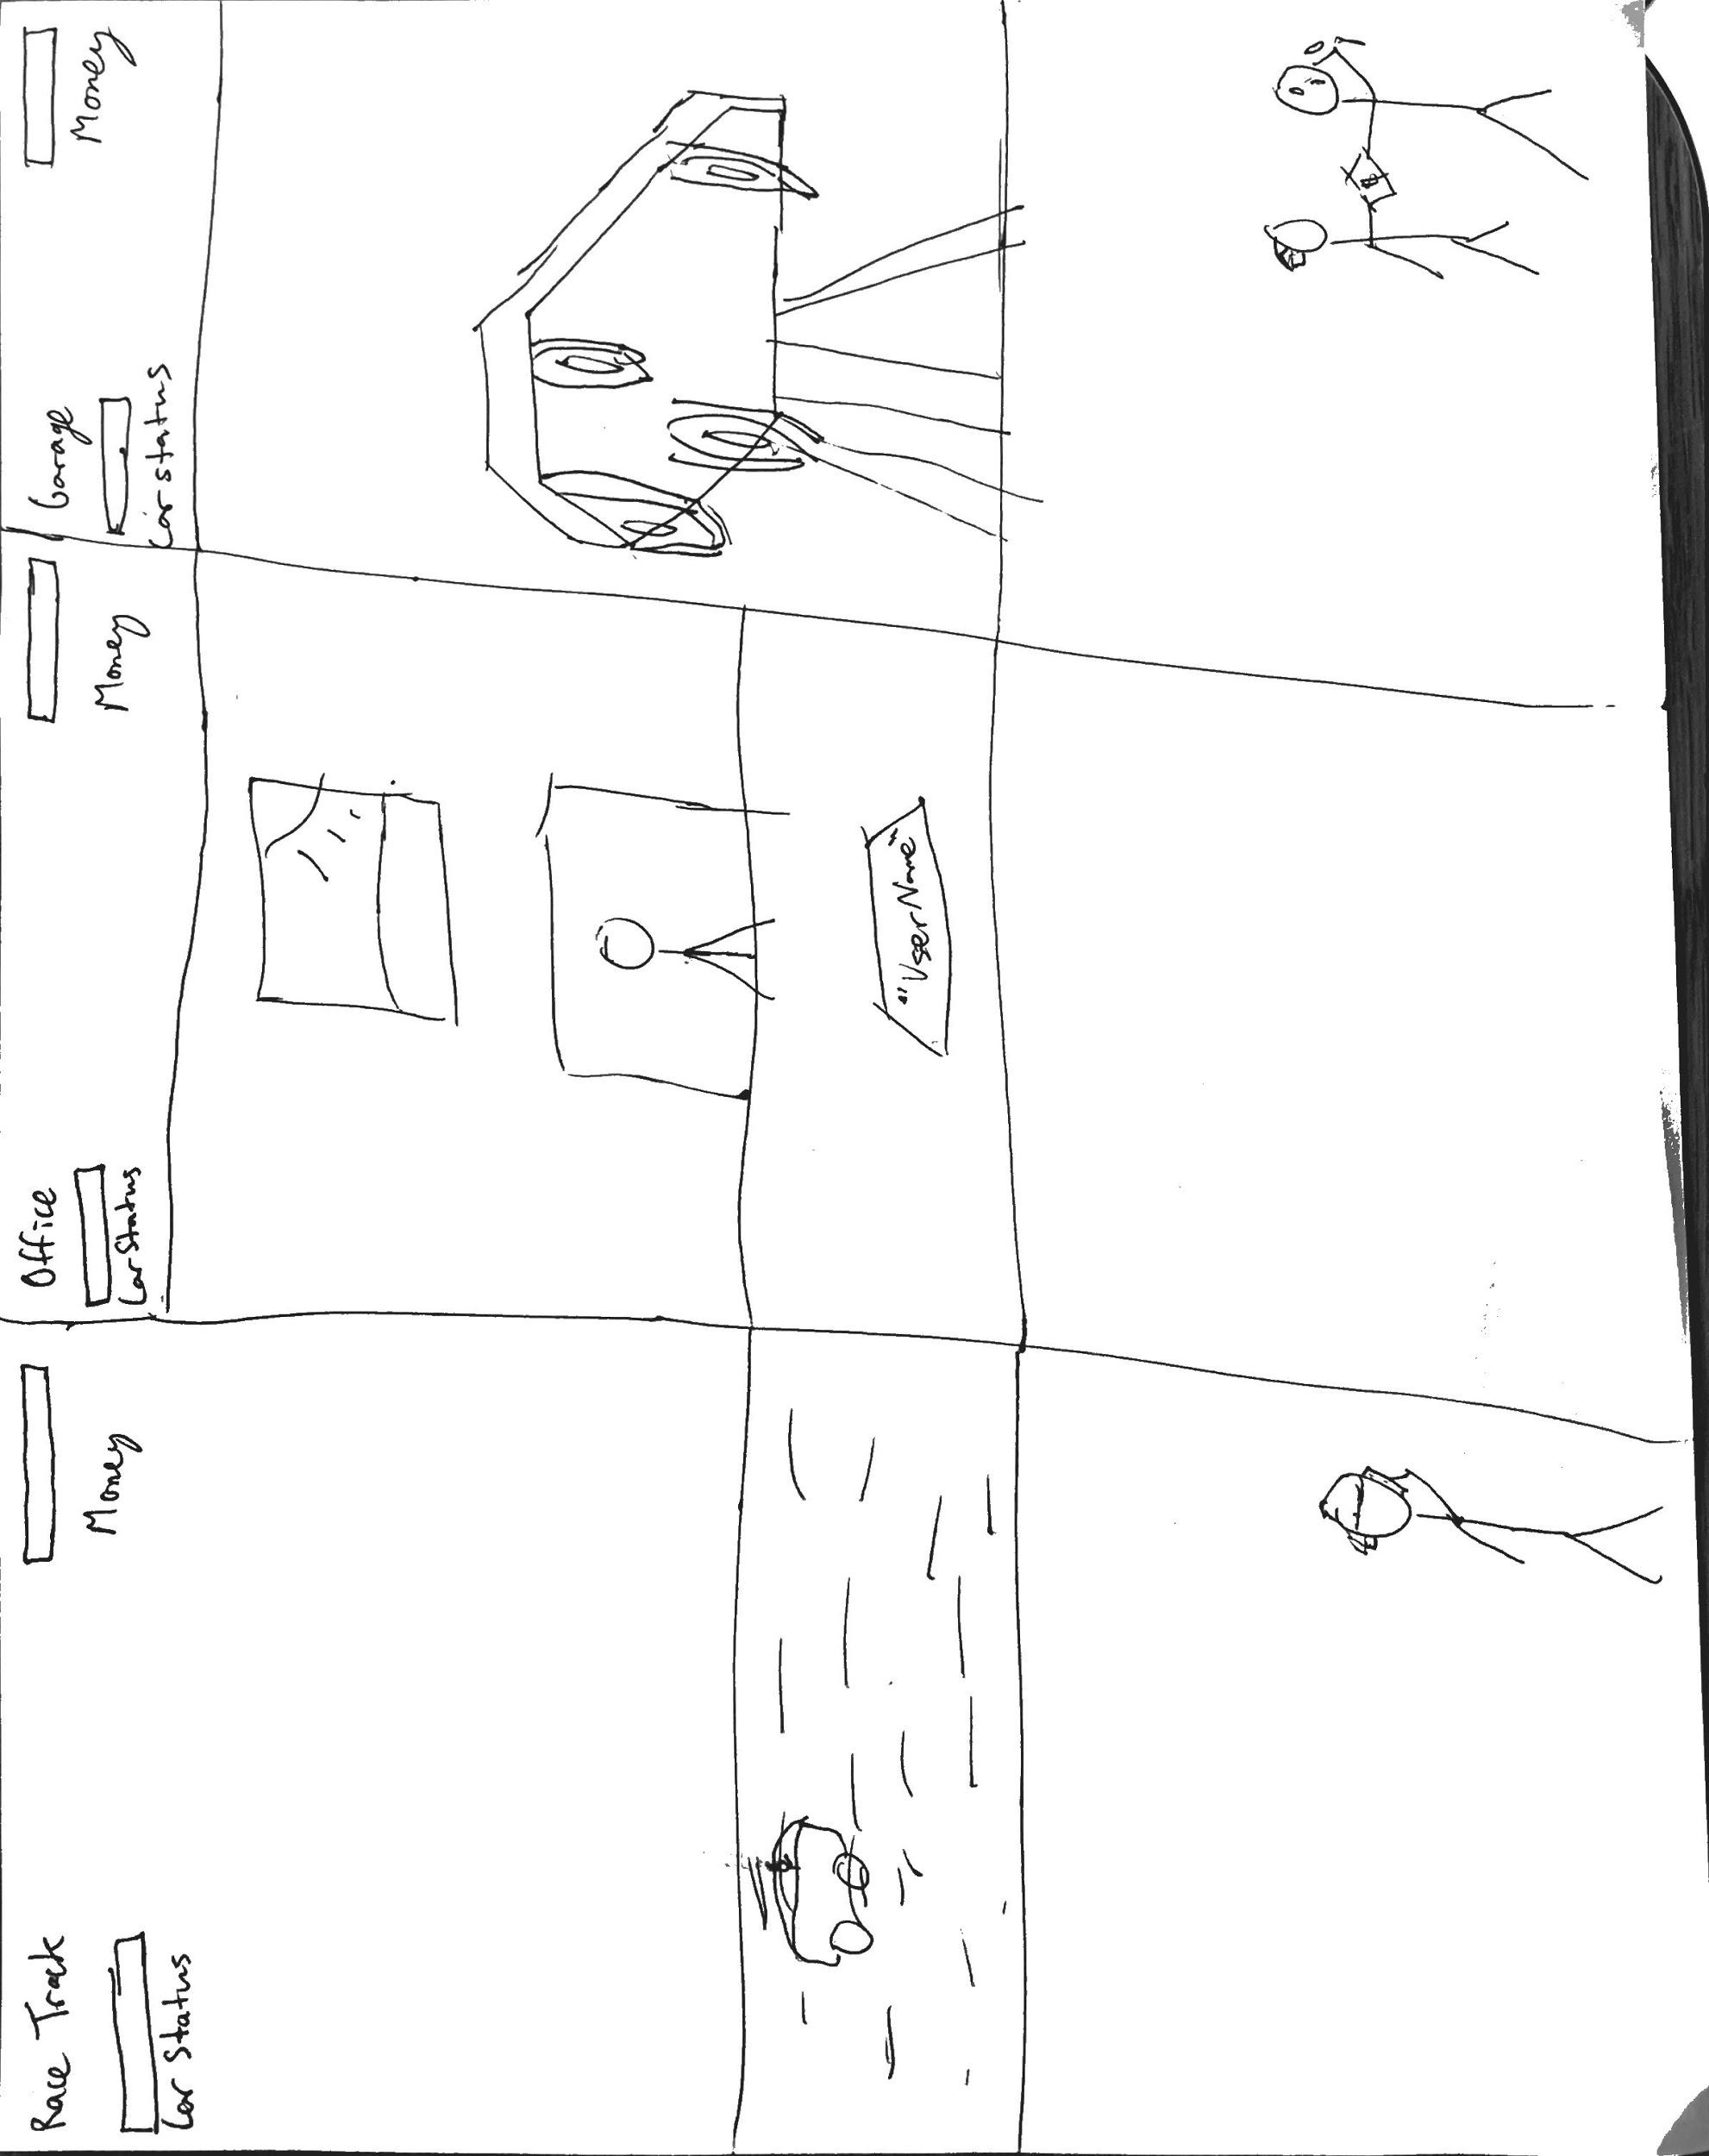 Race Track
Car Status
Money
Office
Car Status
Money
"UserName"
Garage
Car status
Money